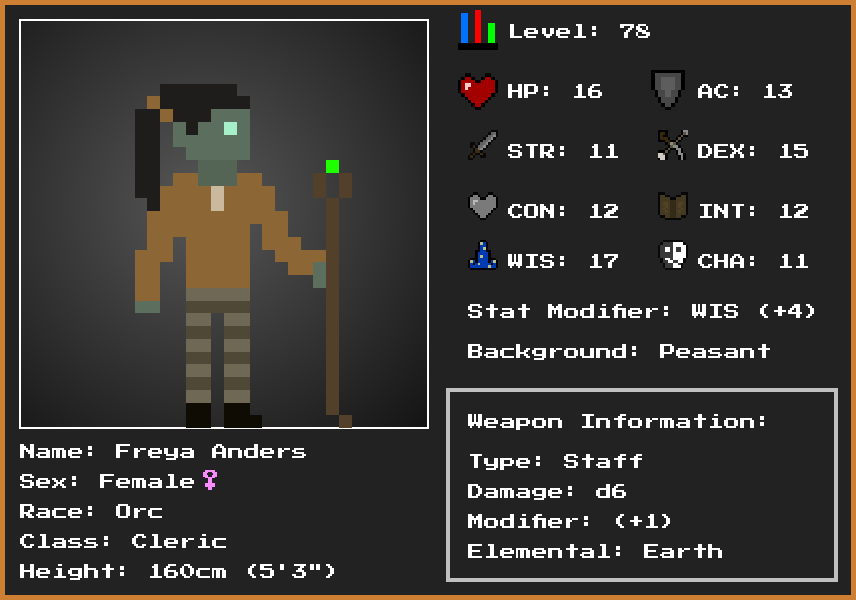 Level: 78
HP: 16 AC: 13
STR: 11 DEX: 15
CON: 12 INT: 12
WIS: 17 CHA: 11
Stat Modifier: WIS (+4)
Background: Peasant
Weapon Information:
Type: Staff
Damage: d6
Modifier: (+1)
Elemental: Earth
Name: Freya Anders
Sex: Female♀
Race: Orc
Class: Cleric
Height: 160cm (5'3")